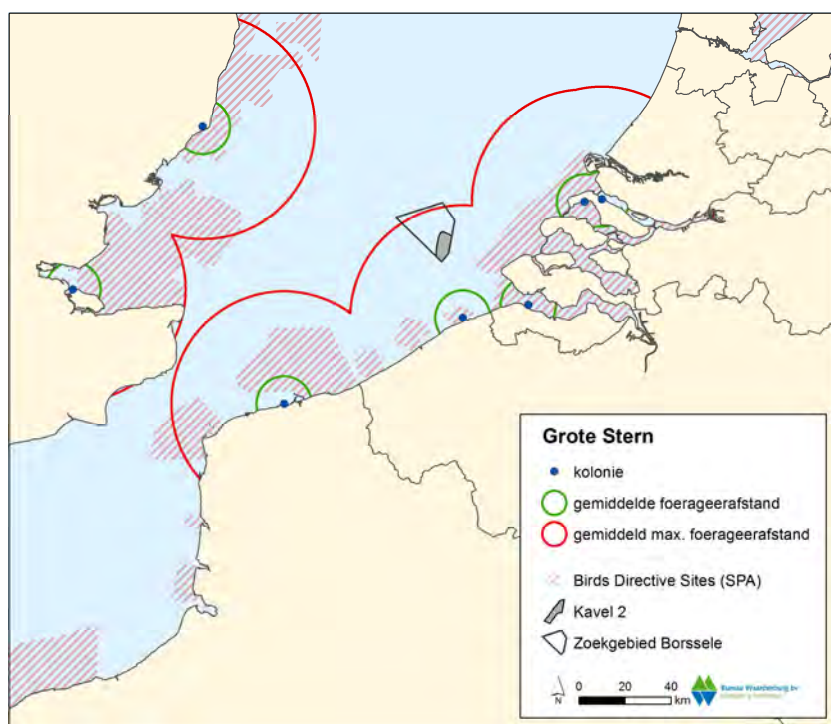 Grote Stern
kolonie
gemiddelde foerageerafstand
gemiddeld max. foerageerafstand
Birds Directive Sites (SPA)
Kavel 2
Zoekgebied Borssele
N
0 20 40
km
Bureau Waardenburg bv